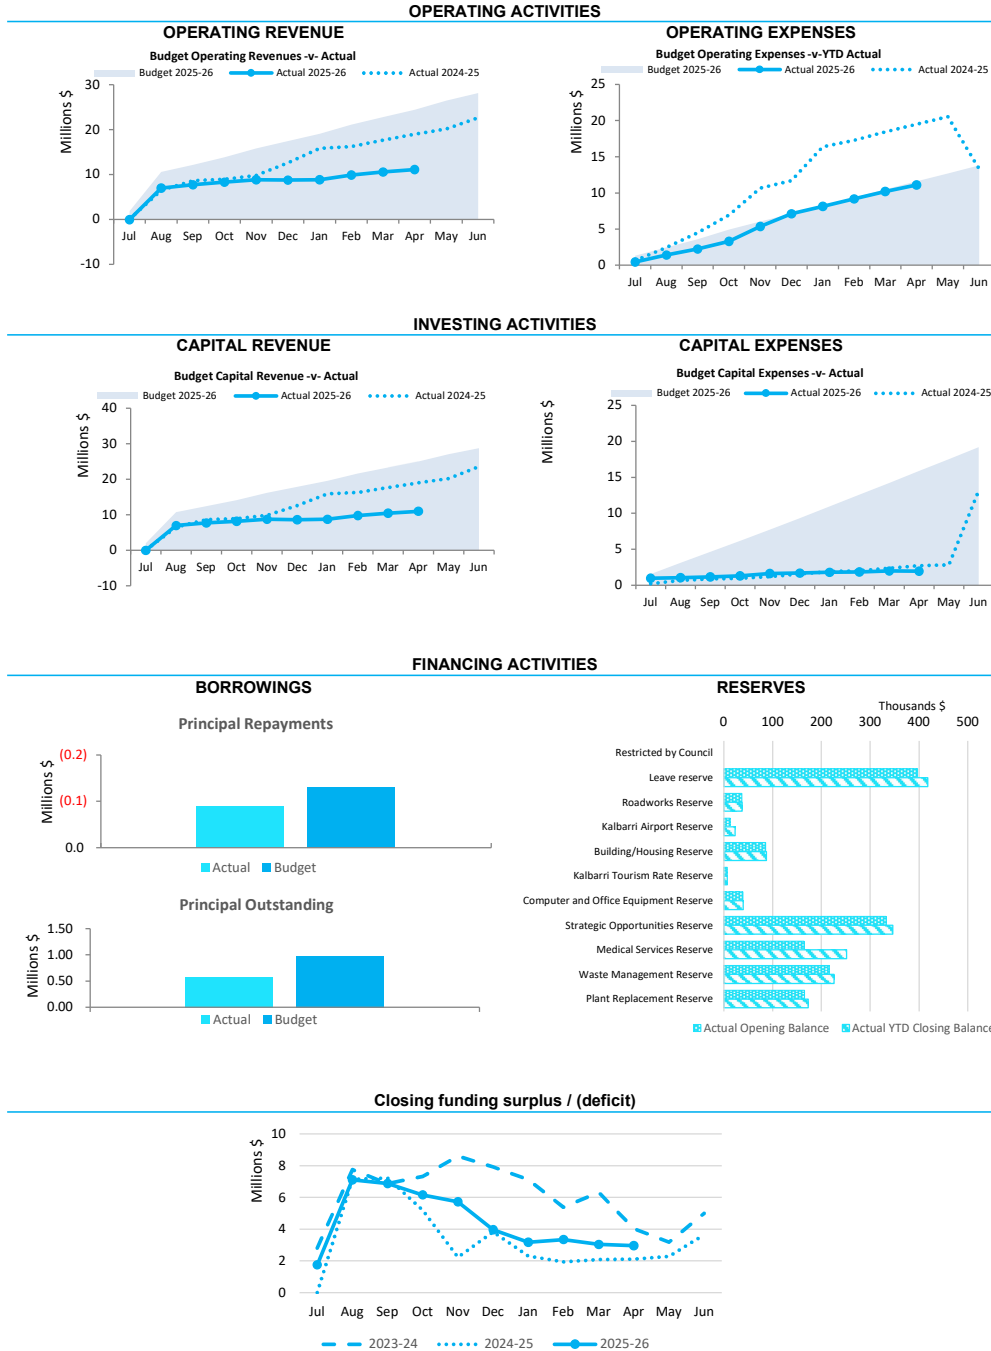 OPERATING ACTIVITIES
OPERATING REVENUE
Budget Operating Revenues -v- Actual
Budget 2025-26 Actual 2025-26 Actual 2024-25
Millions $
30
20
10
0
-10
Jul Aug Sep Oct Nov Dec Jan Feb Mar Apr May Jun
OPERATING EXPENSES
Budget Operating Expenses -v-YTD Actual
Budget 2025-26 Actual 2025-26 Actual 2024-25
Millions $
25
20
15
10
5
0
Jul Aug Sep Oct Nov Dec Jan Feb Mar Apr May Jun
INVESTING ACTIVITIES
CAPITAL REVENUE
Budget Capital Revenue -v- Actual
Budget 2025-26 Actual 2025-26 Actual 2024-25
Millions $
40
30
20
10
0
-10
Jul Aug Sep Oct Nov Dec Jan Feb Mar Apr May Jun
CAPITAL EXPENSES
Budget Capital Expenses -v- Actual
Budget 2025-26 Actual 2025-26 Actual 2024-25
Millions $
25
20
15
10
5
0
Jul Aug Sep Oct Nov Dec Jan Feb Mar Apr May Jun
FINANCING ACTIVITIES
BORROWINGS
Principal Repayments
Millions $
(0.2)
(0.1)
0.0
Actual Budget
Principal Outstanding
Millions $
1.50
1.00
0.50
0.00
Actual Budget
RESERVES
Thousands $
0 100 200 300 400 500
Restricted by Council
Leave reserve
Roadworks Reserve
Kalbarri Airport Reserve
Building/Housing Reserve
Kalbarri Tourism Rate Reserve
Computer and Office Equipment Reserve
Strategic Opportunities Reserve
Medical Services Reserve
Waste Management Reserve
Plant Replacement Reserve
Actual Opening Balance Actual YTD Closing Balance
Closing funding surplus / (deficit)
Millions $
10
8
6
4
2
0
Jul Aug Sep Oct Nov Dec Jan Feb Mar Apr May Jun
2023-24 2024-25 2025-26